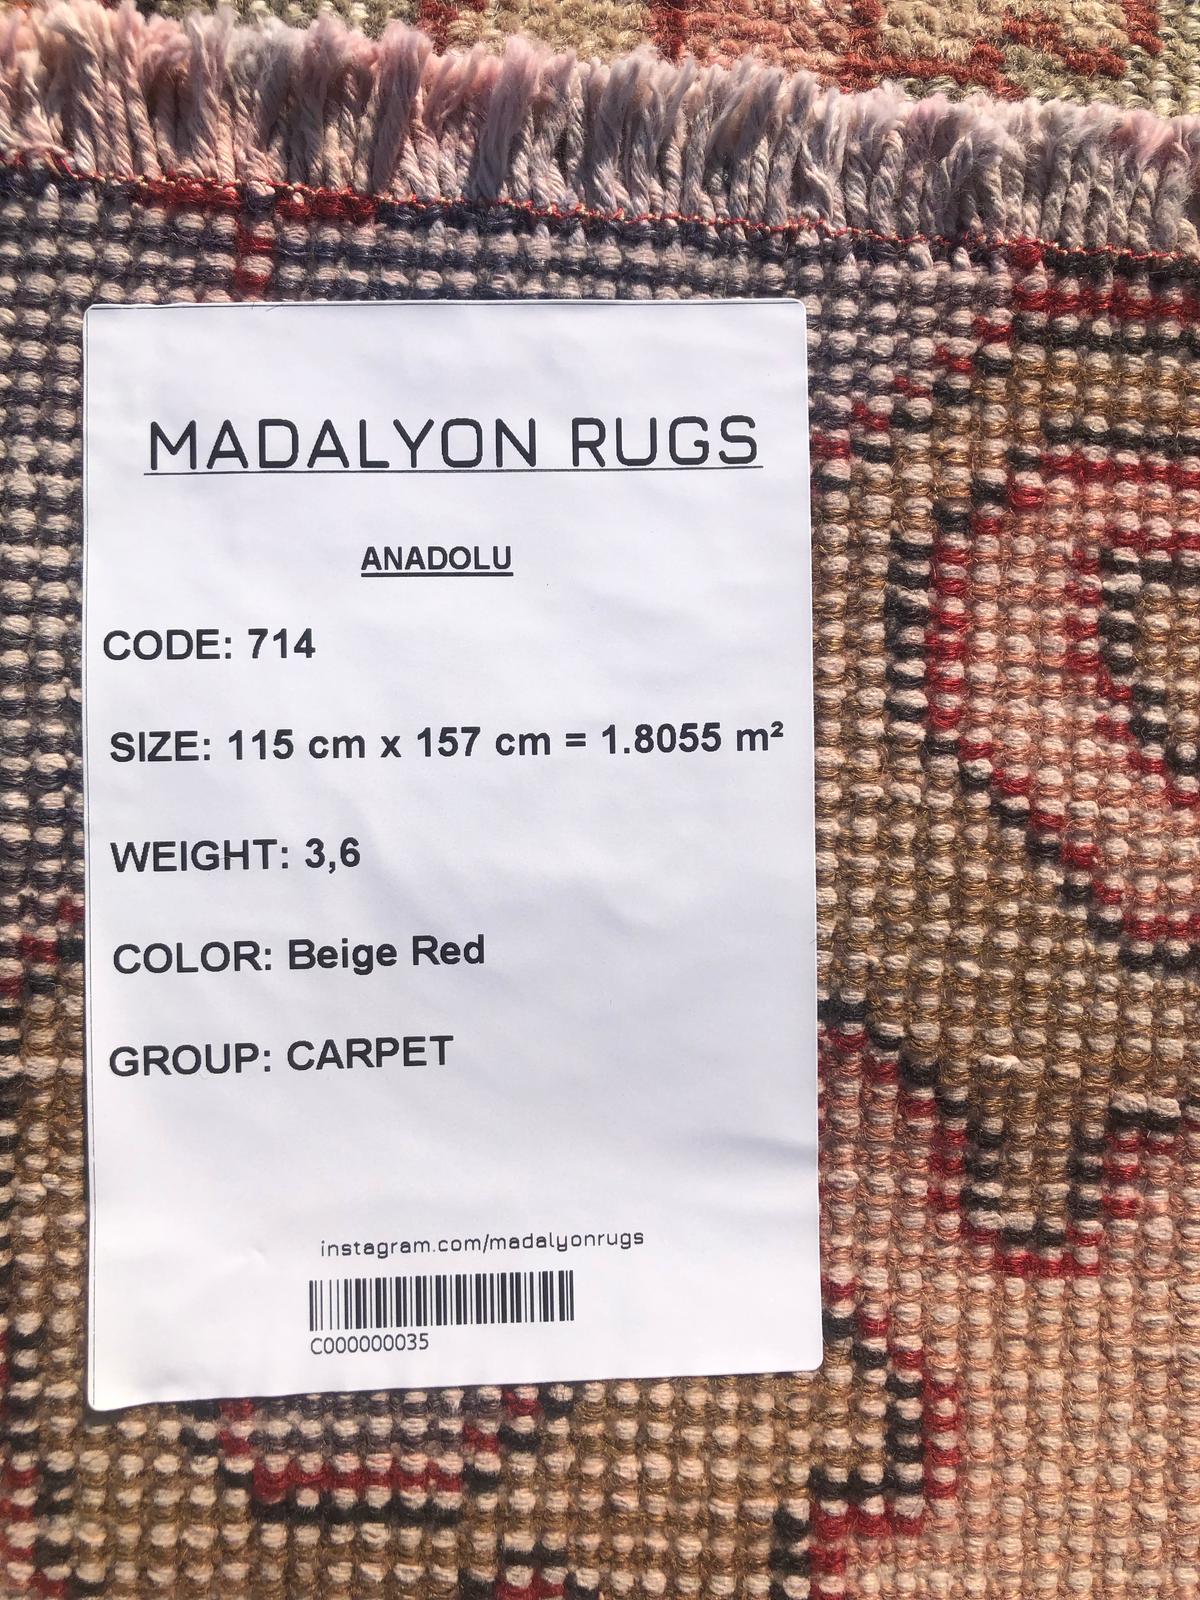 MADALYON RUGS
ANADOLU
CODE: 714
SIZE: 115 cm x 157 cm = 1.8055 m²
WEIGHT: 3,6
COLOR: Beige Red
GROUP: CARPET
instagram.com/madalyonrugs
C000000035